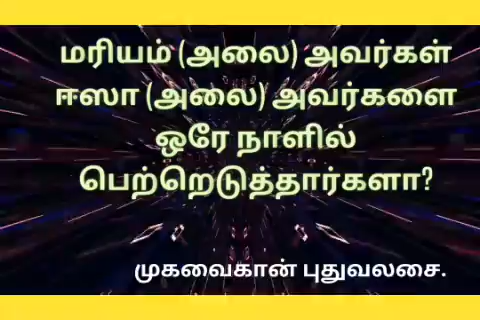 மரியம் (அலை) அவர்கள்
ஈஸா (அலை) அவர்களை
ஒரே நாளில்
பெற்றெடுத்தார்களா?
முகவைகான் புதுவலசை.